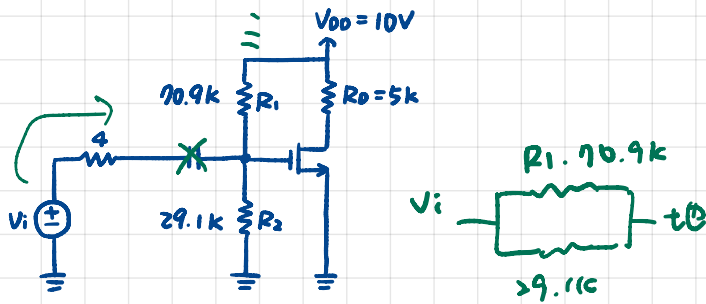 VDD = 10V
70.9k R1
RD = 5k
4
Vi
+
−
29.1k R2
R1. 70.9k
Vi
29.1k